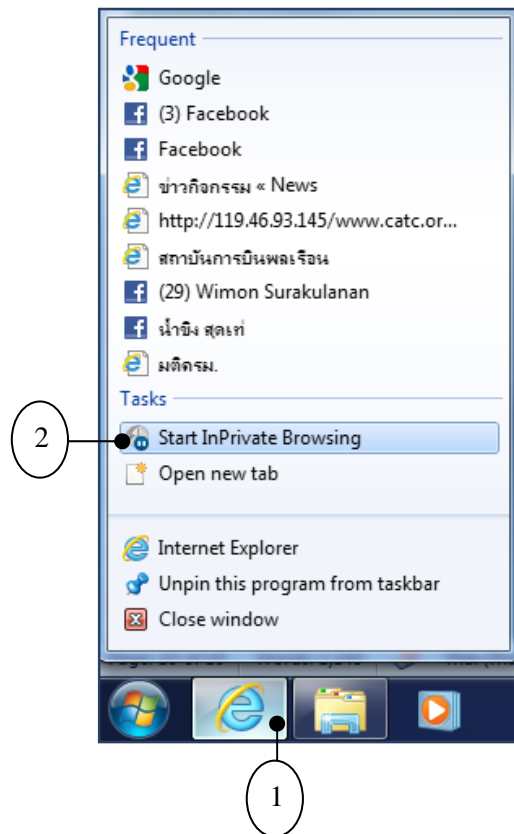 Frequent
Google
(3) Facebook
Facebook
ข่าวกิจกรรม « News
http://119.46.93.145/www.catc.or...
สถาบันการบินพลเรือน
(29) Wimon Surakulanan
น้ำขิง สุดเท่
มติครม.
Tasks
2
Start InPrivate Browsing
Open new tab
Internet Explorer
Unpin this program from taskbar
Close window
1